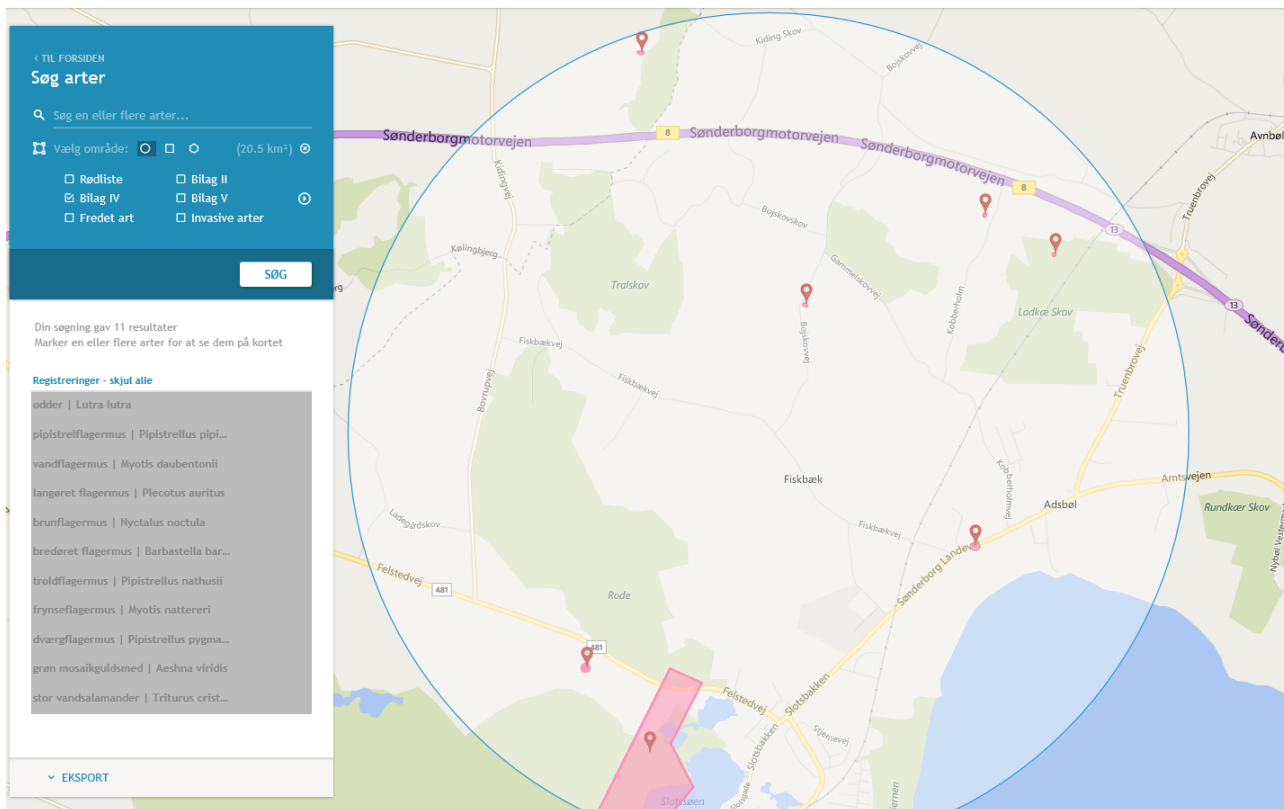 ‹ TIL FORSIDEN
Søg arter
Søg en eller flere arter...
Vælg område:
(20.5 km²)
Rødliste
Bilag II
Bilag IV
Bilag V
Fredet art
Invasive arter
SØG
Din søgning gav 11 resultater
Marker en eller flere arter for at se dem på kortet
Registreringer - skjul alle
odder | Lutra lutra
pipistrelflagermus | Pipistrellus pipi...
vandflagermus | Myotis daubentonii
langøret flagermus | Plecotus auritus
brunflagermus | Nyctalus noctula
bredøret flagermus | Barbastella bar...
troldflagermus | Pipistrellus nathusii
frynseflagermus | Myotis nattereri
dværgflagermus | Pipistrellus pygma...
grøn mosaikguldsmed | Aeshna viridis
stor vandsalamander | Triturus crist...
EKSPORT
Kiding Skov
Bojskovvej
Sønderborgmotorvejen
8
Sønderborgmotorvejen
Sønderborgmotorvejen
Avnbøl
Kidingvej
8
Truenbrovej
13
Bojskovskov
Kølingbjerg
Gammelskovvej
Tralskov
Kobberholm
Ladkæ Skov
13
Bojskovvej
Fiskbækvej
Fiskbækvej
Truenbrovej
Bovrupvej
Fiskbæk
Kobberholmvej
Amtsvejen
Adsbøl
Rundkær Skov
Ladegårdskov
Fiskbækvej
Sønderborg Landevej
Felstedvej
481
Rode
481
Felstedvej
Slotsbakken
Stjernevej
Slotsbakken
Slotssøen
Slotsgade